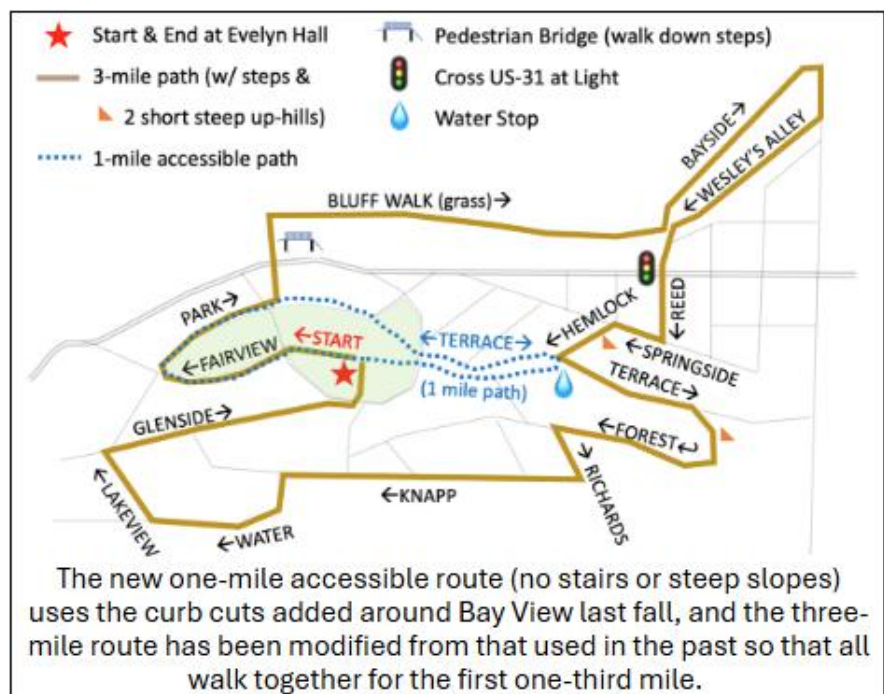 Start & End at Evelyn Hall
3-mile path (w/ steps &
2 short steep up-hills)
1-mile accessible path
Pedestrian Bridge (walk down steps)
Cross US-31 at Light
Water Stop
BAYSIDE→
←WESLEY'S ALLEY
BLUFF WALK (grass)→
PARK→
←START
←FAIRVIEW
←TERRACE→
(1 mile path)
←HEMLOCK
←REED
←SPRINGSIDE
TERRACE→
GLENSIDE→
←FOREST↩
→RICHARDS
←KNAPP
←LAKEVIEW
←WATER
The new one-mile accessible route (no stairs or steep slopes)
uses the curb cuts added around Bay View last fall, and the three-
mile route has been modified from that used in the past so that all
walk together for the first one-third mile.